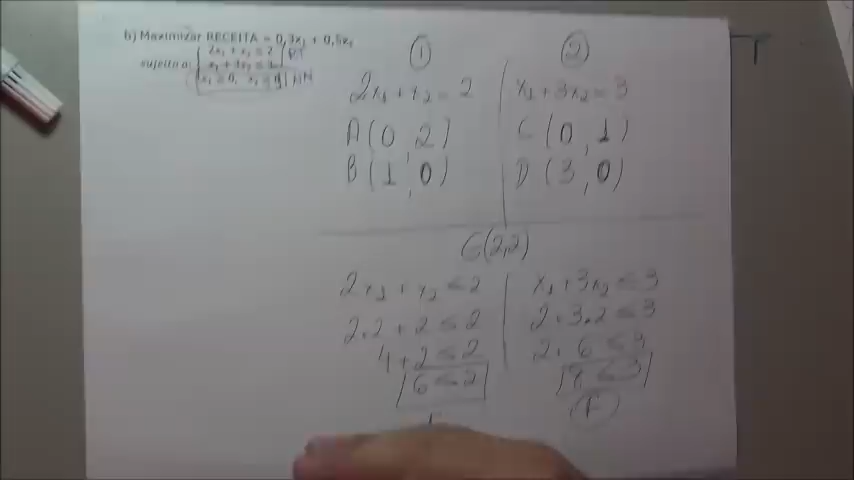 b) Maximizar RECEITA = 0,3x₁ + 0,5x₂
sujeito a:
2x₁ + x₂ ≤ 2
x₁ + 3x₂ ≤ 3
x₁ ≥ 0, x₂ ≥ 0 NN
1
2x₁ + x₂ = 2
A (0, 2)
B (1, 0)
2
x₁ + 3x₂ = 3
C (0, 1)
D (3, 0)
(2,2)
2x₁ + x₂ ≤ 2
2.2 + 2 ≤ 2
4 + 2 ≤ 2
6 ≤ 2
x₁ + 3x₂ ≤ 3
2 + 3.2 ≤ 3
2 + 6 ≤ 3
8 ≤ 3
F